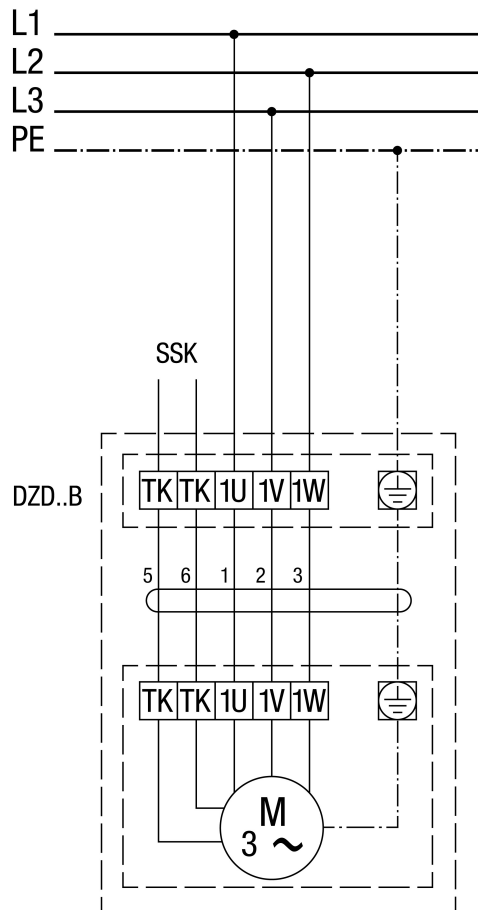 L1
L2
L3
PE
SSK
DZD..B
TK TK 1U 1V 1W
5 6 1 2 3
TK TK 1U 1V 1W
M
3 ~